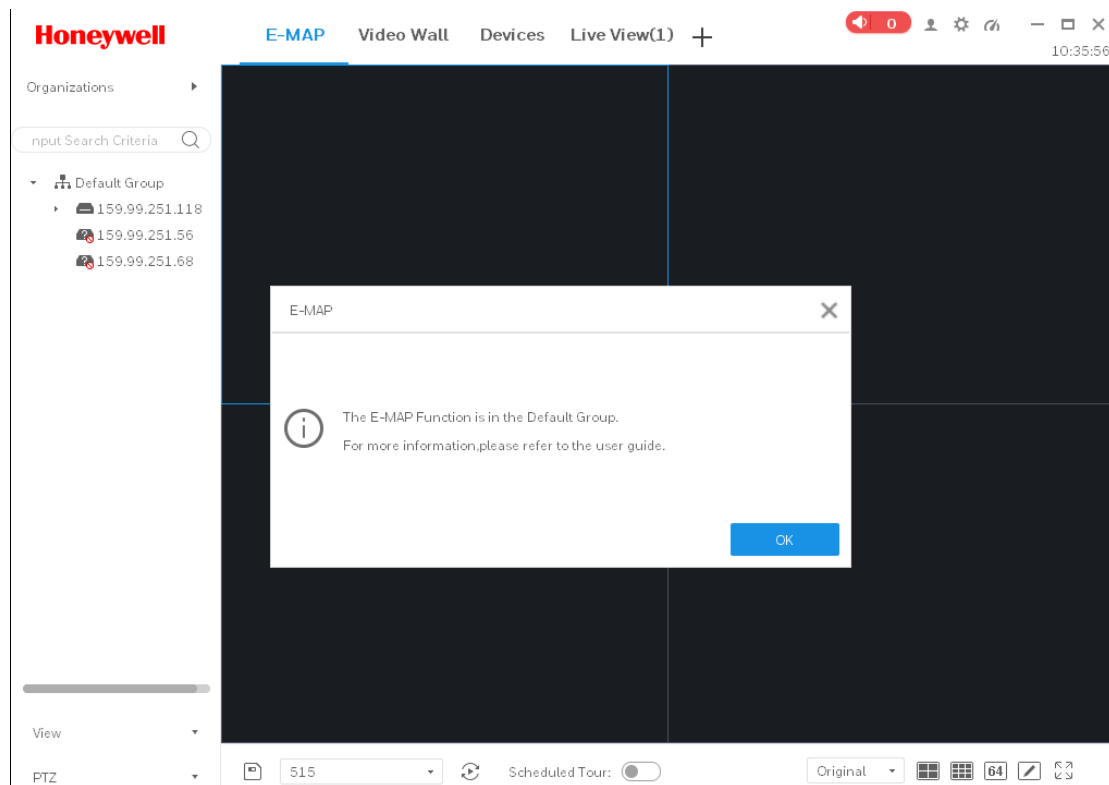 Honeywell
E-MAP
Video Wall
Devices
Live View(1)
0
10:35:56
Organizations
nput Search Criteria
Default Group
159.99.251.118
159.99.251.56
159.99.251.68
E-MAP
The E-MAP Function is in the Default Group.
For more information,please refer to the user guide.
OK
View
PTZ
515
Scheduled Tour:
Original
64